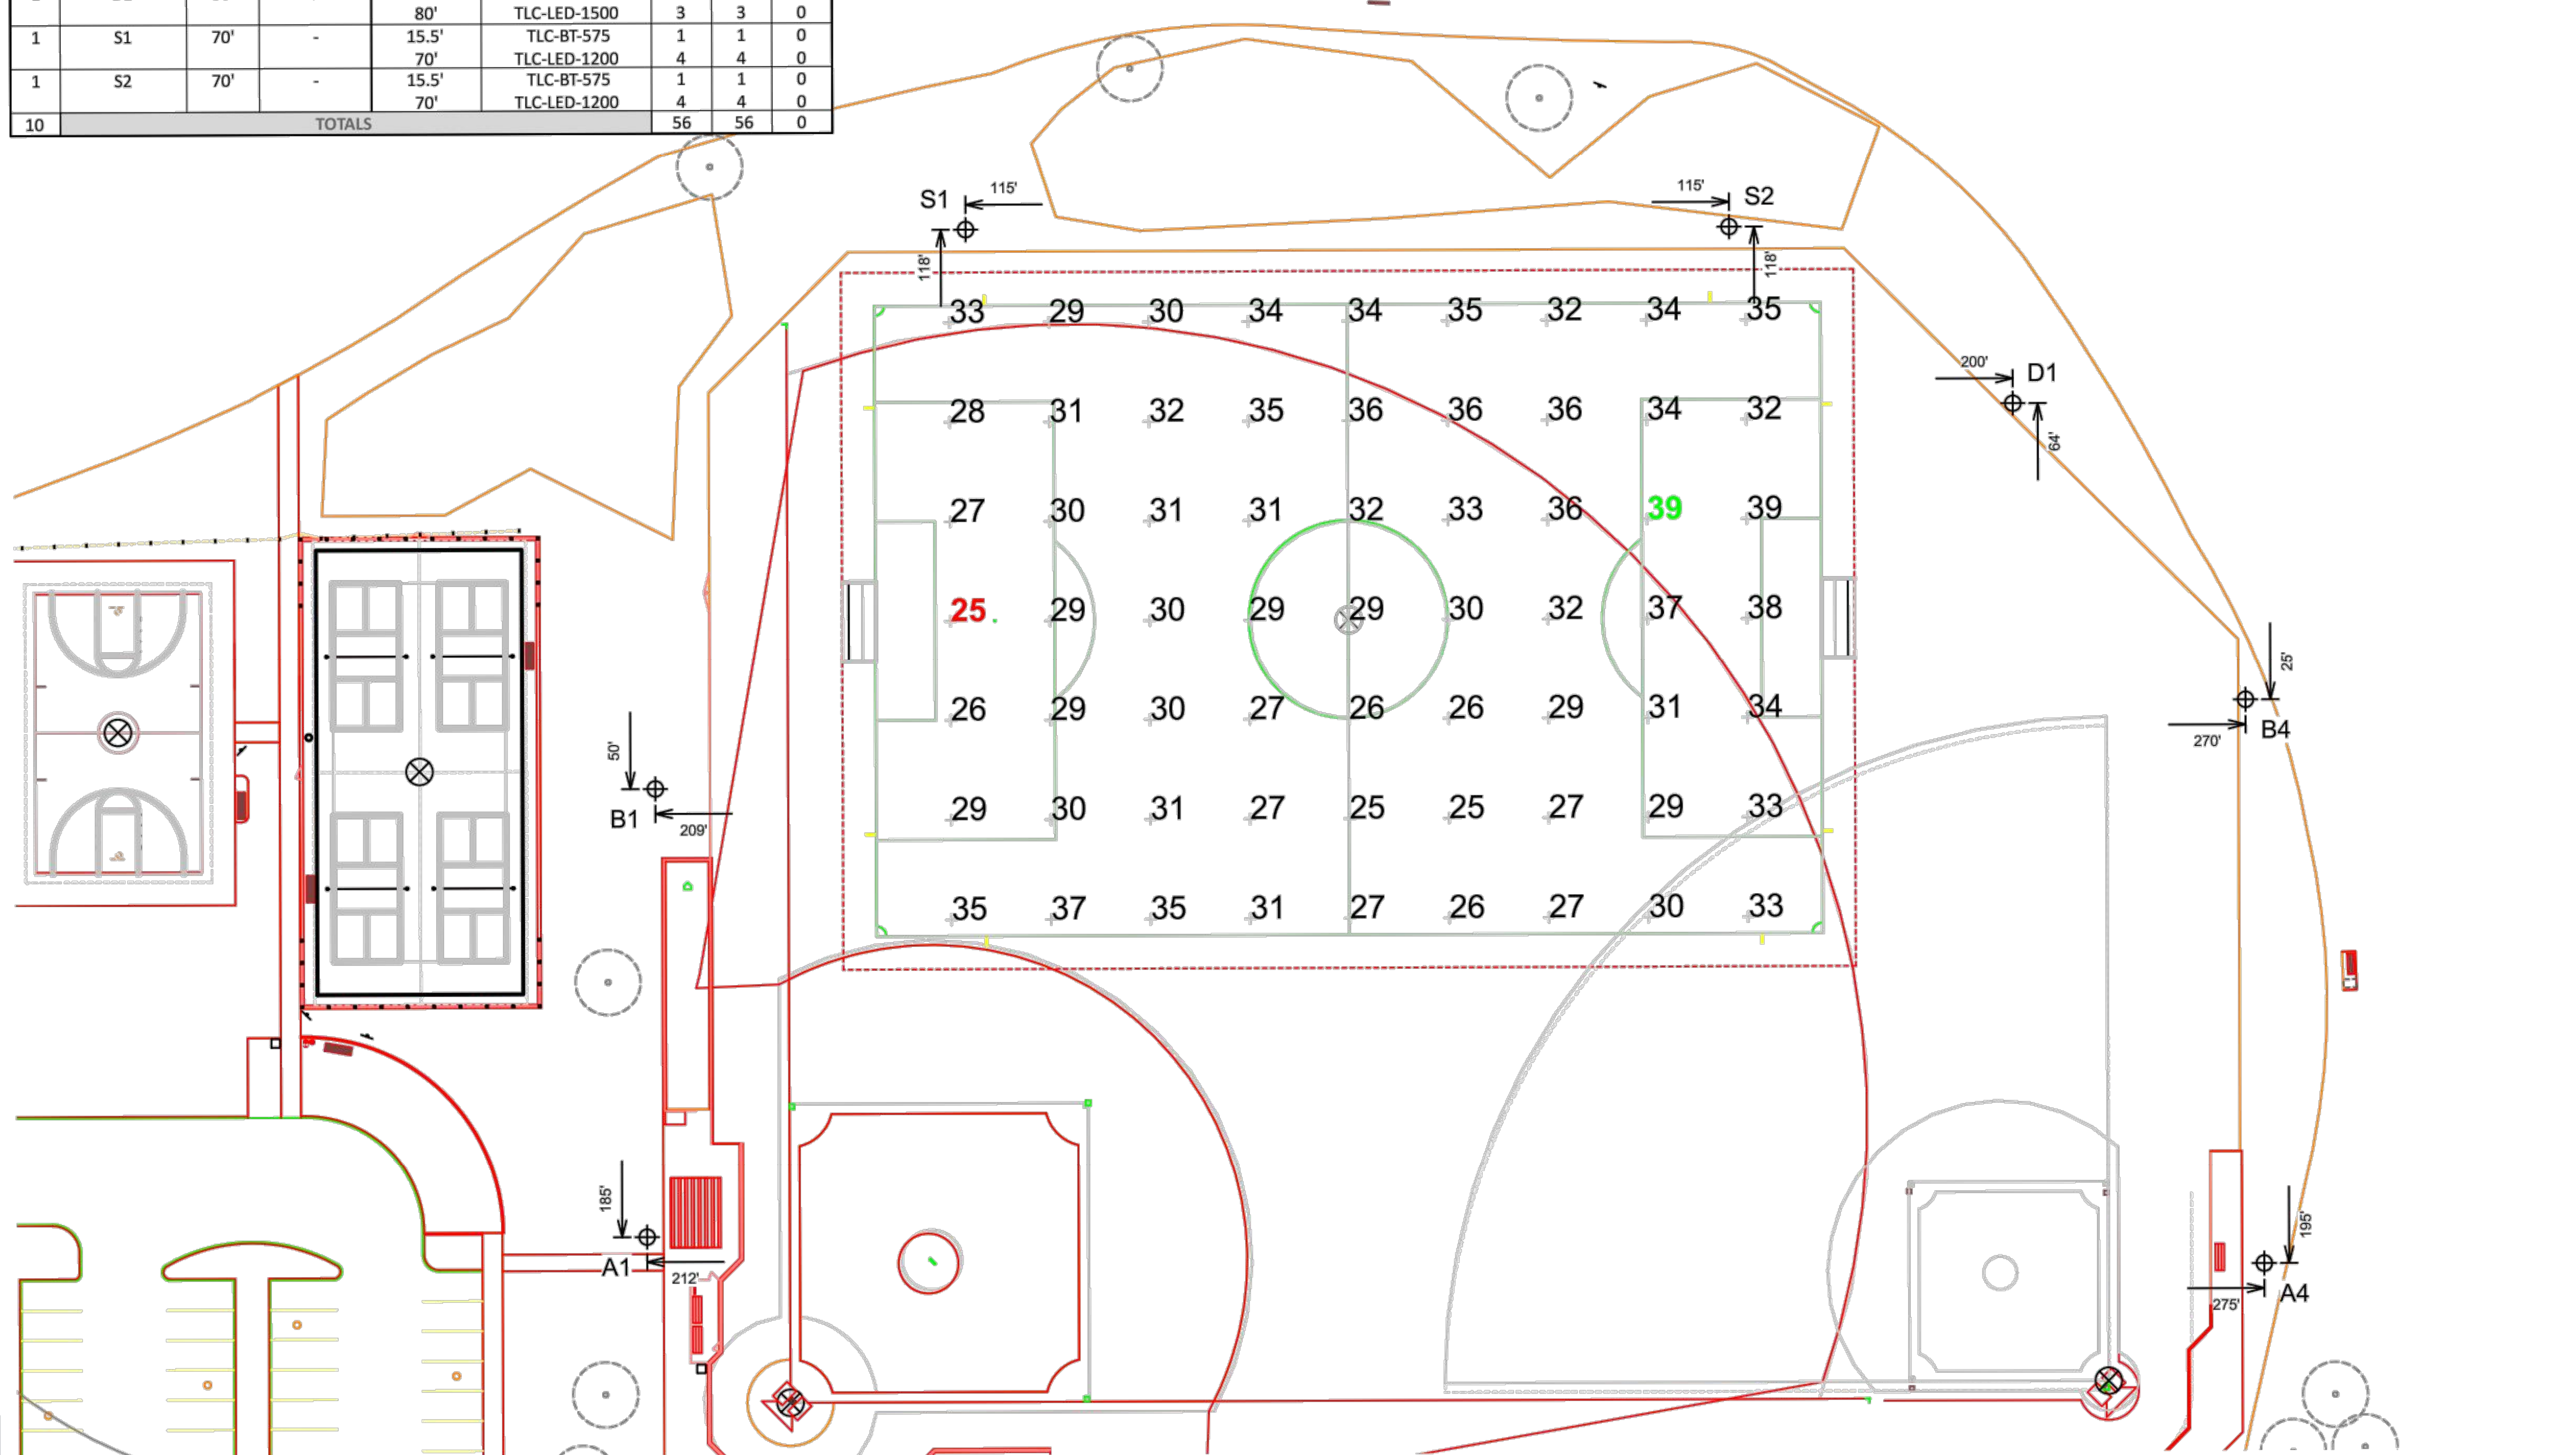 80' TLC-LED-1500 3 3 0
1 S1 70' - 15.5' TLC-BT-575 1 1 0
70' TLC-LED-1200 4 4 0
1 S2 70' - 15.5' TLC-BT-575 1 1 0
70' TLC-LED-1200 4 4 0
10 TOTALS 56 56 0
S1 115' 115' S2
118' 118'
33 29 30 34 34 35 32 34 35
200' D1
64'
28 31 32 35 36 36 36 34 32
27 30 31 31 32 33 36 39 39
25 29 30 29 29 30 32 37 38
25'
26 29 30 27 26 26 29 31 34
270' B4
50'
B1 209'
29 30 31 27 25 25 27 29 33
35 37 35 31 27 26 27 30 33
185'
A1 212'
195'
275' A4